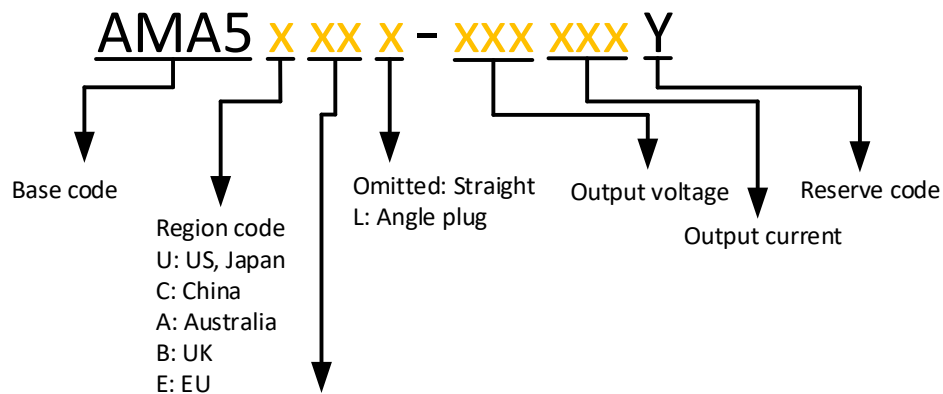 AMA5 x xx x - xxx xxx Y
Base code
Region code
U: US, Japan
C: China
A: Australia
B: UK
E: EU
Omitted: Straight
L: Angle plug
Output voltage
Output current
Reserve code